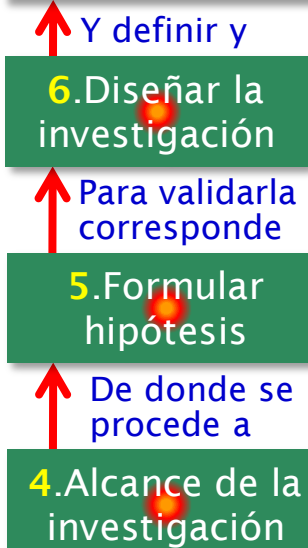 Y definir y
6.Diseñar la
investigación
Para validarla
corresponde
5.Formular
hipótesis
De donde se
procede a
4.Alcance de la
investigación